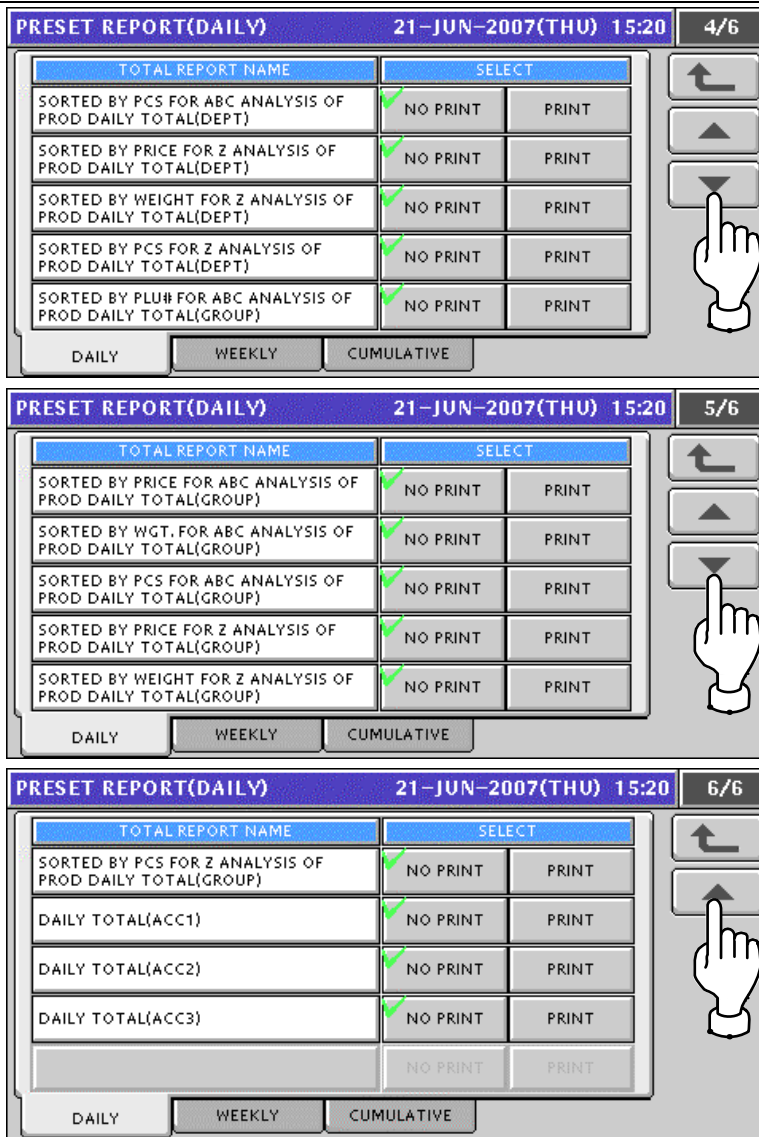 PRESET REPORT(DAILY) 21-JUN-2007(THU) 15:20 4/6
TOTAL REPORT NAME SELECT
SORTED BY PCS FOR ABC ANALYSIS OF
PROD DAILY TOTAL(DEPT) NO PRINT PRINT
SORTED BY PRICE FOR Z ANALYSIS OF
PROD DAILY TOTAL(DEPT) NO PRINT PRINT
SORTED BY WEIGHT FOR Z ANALYSIS OF
PROD DAILY TOTAL(DEPT) NO PRINT PRINT
SORTED BY PCS FOR Z ANALYSIS OF
PROD DAILY TOTAL(DEPT) NO PRINT PRINT
SORTED BY PLU# FOR ABC ANALYSIS OF
PROD DAILY TOTAL(GROUP) NO PRINT PRINT
DAILY WEEKLY CUMULATIVE
PRESET REPORT(DAILY) 21-JUN-2007(THU) 15:20 5/6
TOTAL REPORT NAME SELECT
SORTED BY PRICE FOR ABC ANALYSIS OF
PROD DAILY TOTAL(GROUP) NO PRINT PRINT
SORTED BY WGT. FOR ABC ANALYSIS OF
PROD DAILY TOTAL(GROUP) NO PRINT PRINT
SORTED BY PCS FOR ABC ANALYSIS OF
PROD DAILY TOTAL(GROUP) NO PRINT PRINT
SORTED BY PRICE FOR Z ANALYSIS OF
PROD DAILY TOTAL(GROUP) NO PRINT PRINT
SORTED BY WEIGHT FOR Z ANALYSIS OF
PROD DAILY TOTAL(GROUP) NO PRINT PRINT
DAILY WEEKLY CUMULATIVE
PRESET REPORT(DAILY) 21-JUN-2007(THU) 15:20 6/6
TOTAL REPORT NAME SELECT
SORTED BY PCS FOR Z ANALYSIS OF
PROD DAILY TOTAL(GROUP) NO PRINT PRINT
DAILY TOTAL(ACC1) NO PRINT PRINT
DAILY TOTAL(ACC2) NO PRINT PRINT
DAILY TOTAL(ACC3) NO PRINT PRINT
NO PRINT PRINT
DAILY WEEKLY CUMULATIVE